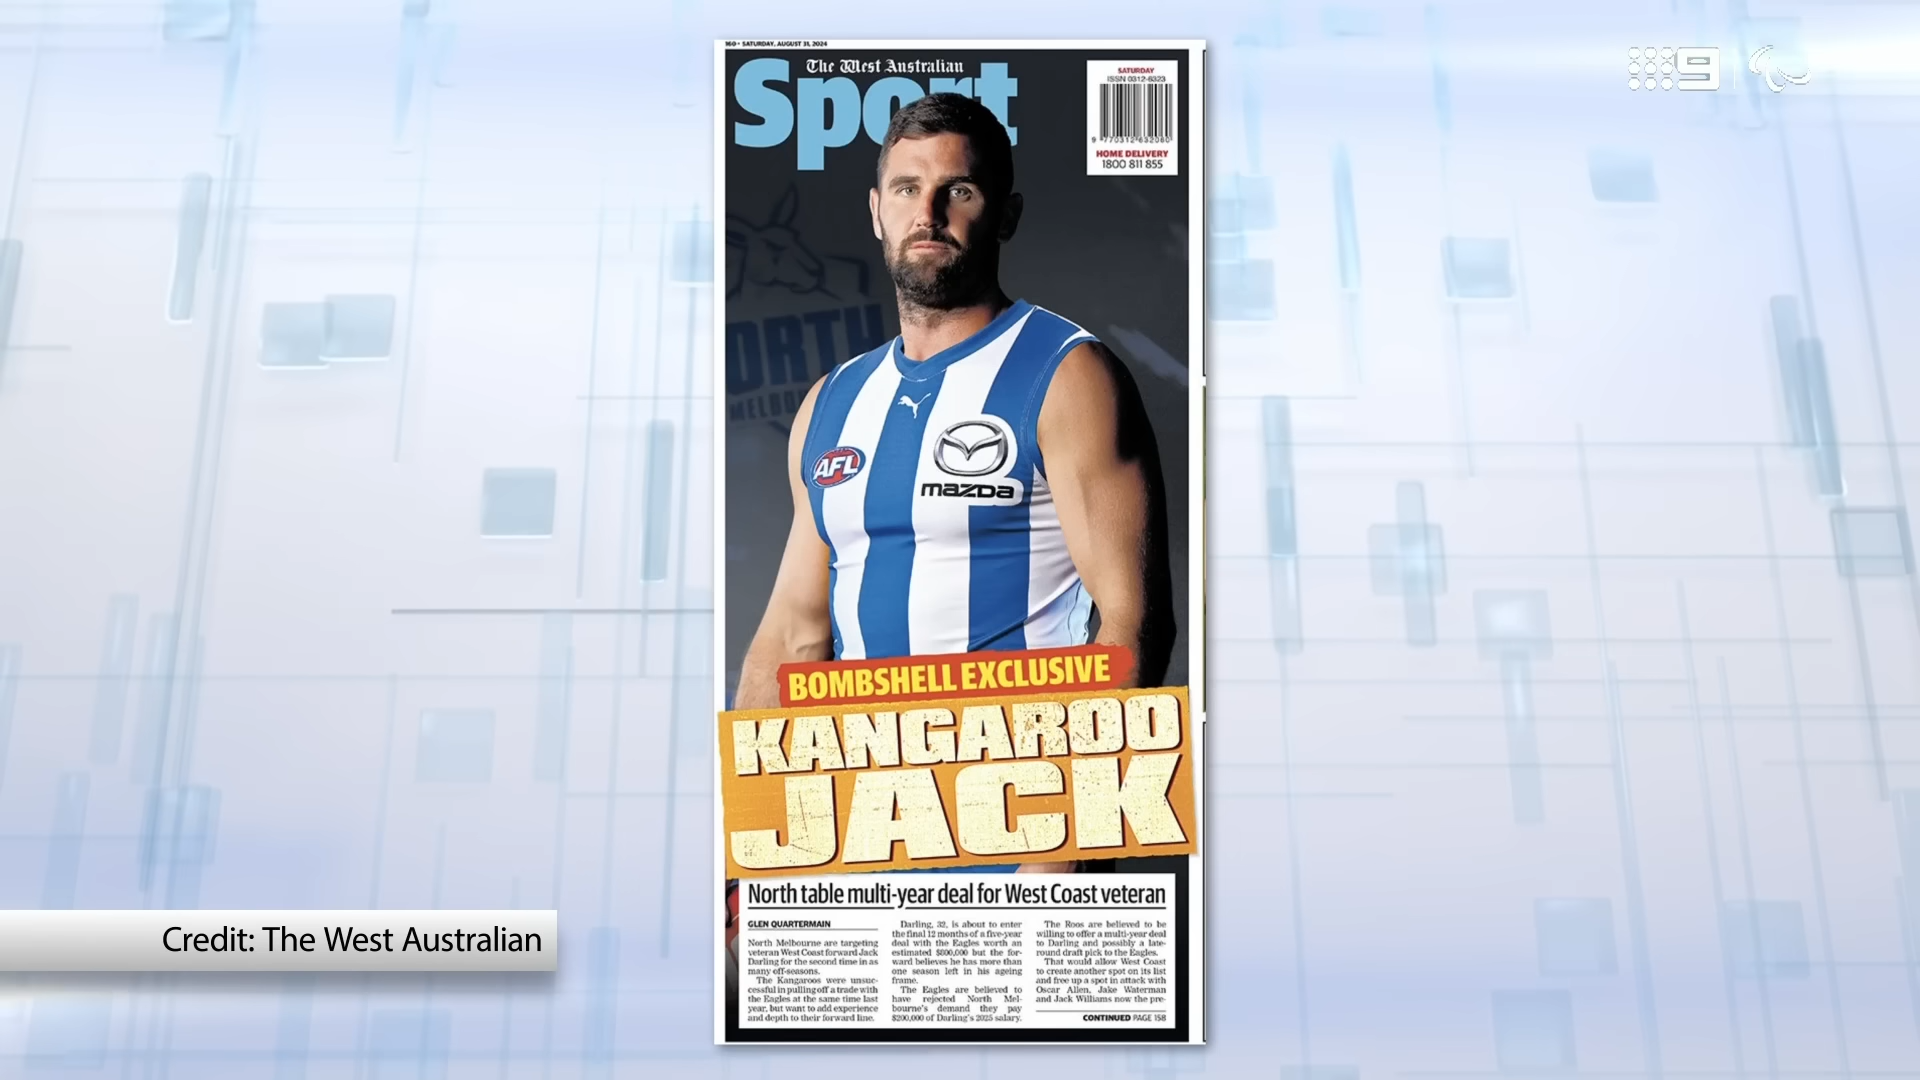 160 • SATURDAY, AUGUST 31, 2024
The West Australian
Sport
SATURDAY
ISSN 0312-6323
9 770312 632080
HOME DELIVERY
1800 811 855
9
NORTH
MELBOURNE
AFL
mazda
BOMBSHELL EXCLUSIVE
KANGAROO
JACK
North table multi-year deal for West Coast veteran
GLEN QUARTERMAIN
North Melbourne are targeting
veteran West Coast forward Jack
Darling for the second time in as
many off-seasons.
The Kangaroos were unsuc-
cessful in pulling off a trade with
the Eagles at the same time last
year, but want to add experience
and depth to their forward line.
Darling, 32, is about to enter
the final 12 months of a five-year
deal with the Eagles worth an
estimated $800,000 but the for-
ward believes he has more than
one season left in his ageing
frame.
The Eagles are believed to
have rejected North Mel-
bourne's demand they pay
$200,000 of Darling's 2025 salary.
The Roos are believed to be
willing to offer a multi-year deal
to Darling and possibly a late-
round draft pick to the Eagles.
That would allow West Coast
to create another spot on its list
and free up a spot in attack with
Oscar Allen, Jake Waterman
and Jack Williams now the pre-
CONTINUED PAGE 158
Credit: The West Australian